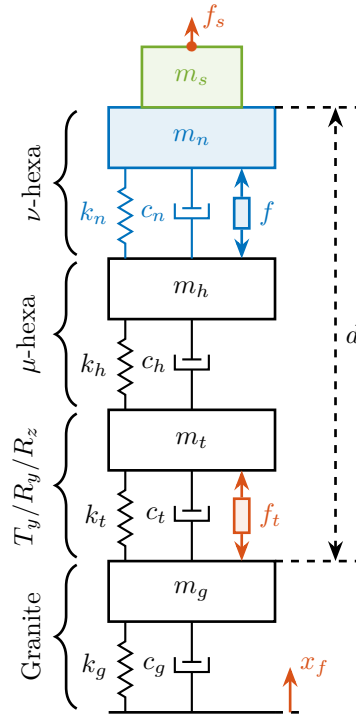 f_s
m_s
m_n
ν-hexa
k_n
c_n
f
m_h
μ-hexa
k_h
c_h
d
m_t
T_y/R_y/R_z
k_t
c_t
f_t
m_g
Granite
k_g
c_g
x_f